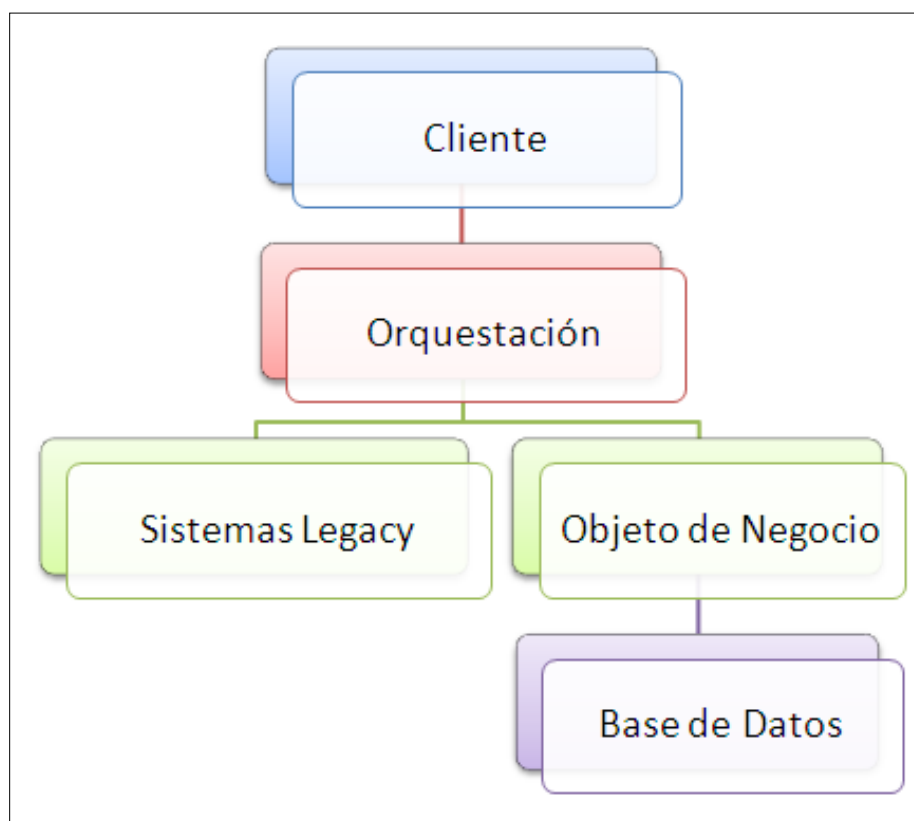 Cliente
Orquestación
Sistemas Legacy
Objeto de Negocio
Base de Datos